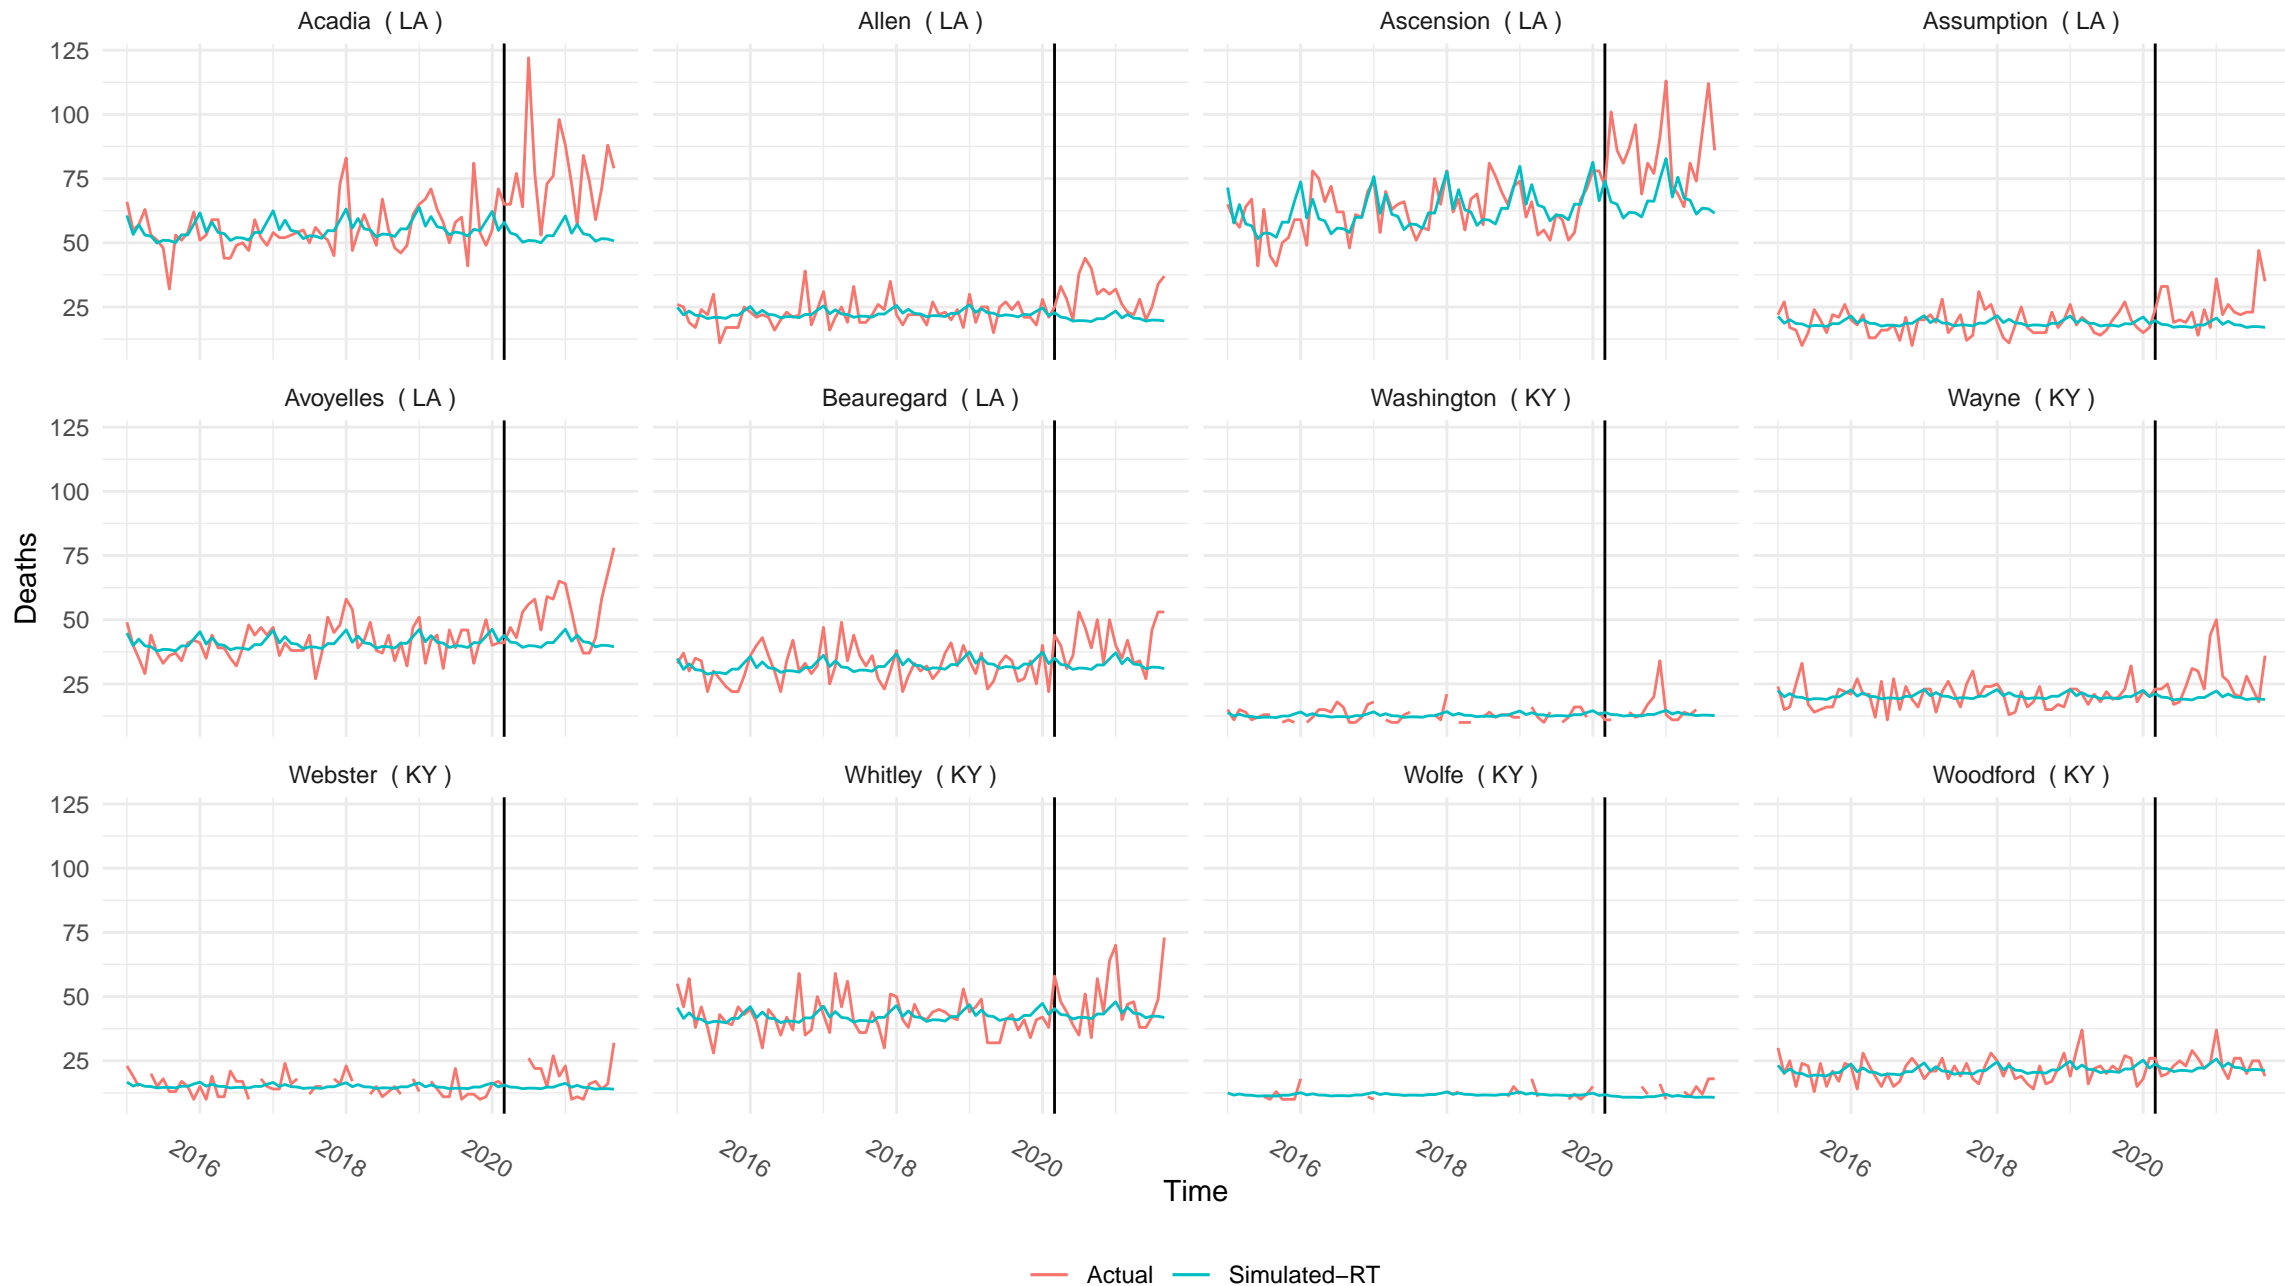 Acadia ( LA )
Allen ( LA )
Ascension ( LA )
Assumption ( LA )
125
100
75
50
25
Avoyelles ( LA )
Beauregard ( LA )
Washington ( KY )
Wayne ( KY )
125
100
75
50
25
Deaths
Webster ( KY )
Whitley ( KY )
Wolfe ( KY )
Woodford ( KY )
125
100
75
50
25
2016
2018
2020
2016
2018
2020
2016
2018
2020
2016
2018
2020
Time
Actual
Simulated−RT